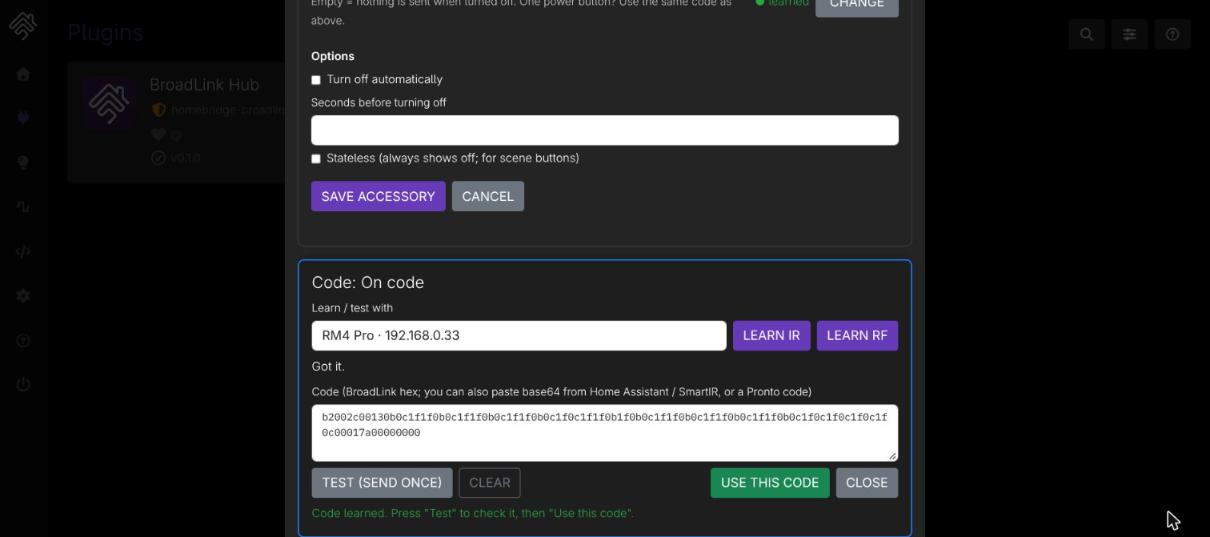 Plugins
BroadLink Hub
homebridge-broadlin
v0.1.0
Empty = nothing is sent when turned off. One power button? Use the same code as above.
learned
CHANGE
Options
Turn off automatically
Seconds before turning off
Stateless (always shows off; for scene buttons)
SAVE ACCESSORY
CANCEL
Code: On code
Learn / test with
RM4 Pro · 192.168.0.33
LEARN IR
LEARN RF
Got it.
Code (BroadLink hex; you can also paste base64 from Home Assistant / SmartIR, or a Pronto code)
b2002c00130b0c1f1f0b0c1f1f0b0c1f1f0b0c1f0c1f1f0b1f0b0c1f1f0b0c1f1f0b0c1f1f0b0c1f0c1f0c1f0c1f
0c00017a00000000
TEST (SEND ONCE)
CLEAR
USE THIS CODE
CLOSE
Code learned. Press "Test" to check it, then "Use this code".